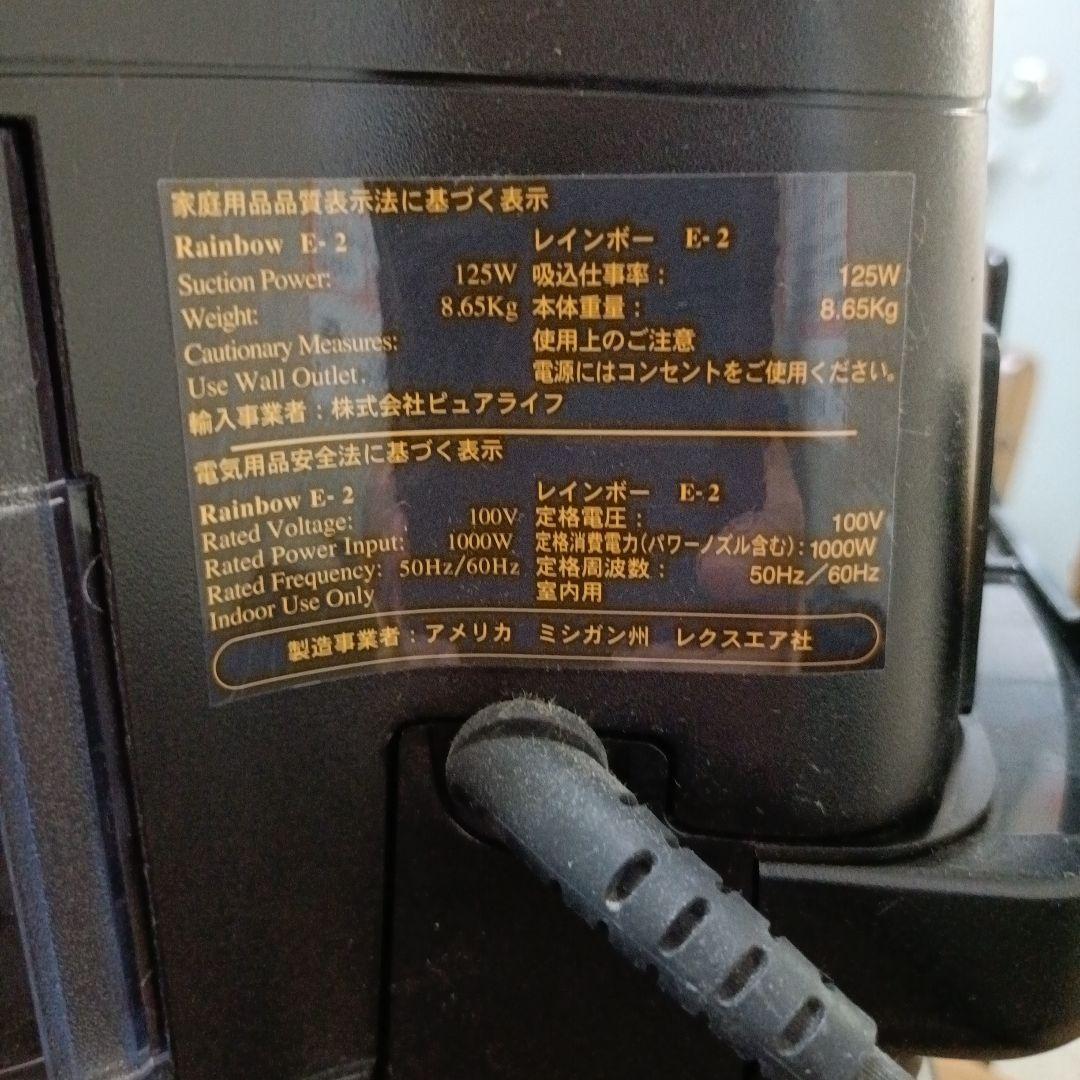 家庭用品品質表示法に基づく表示
Rainbow E-2 レインボー E-2
Suction Power: 125W 吸込仕事率： 125W
Weight: 8.65Kg 本体重量： 8.65Kg
Cautionary Measures: 使用上のご注意
Use Wall Outlet. 電源にはコンセントをご使用ください。
輸入事業者：株式会社ピュアライフ
電気用品安全法に基づく表示
Rainbow E-2 レインボー E-2
Rated Voltage: 100V 定格電圧： 100V
Rated Power Input: 1000W 定格消費電力(パワーノズル含む)：1000W
Rated Frequency: 50Hz/60Hz 定格周波数： 50Hz／60Hz
Indoor Use Only 室内用
製造事業者：アメリカ ミシガン州 レクスエア社